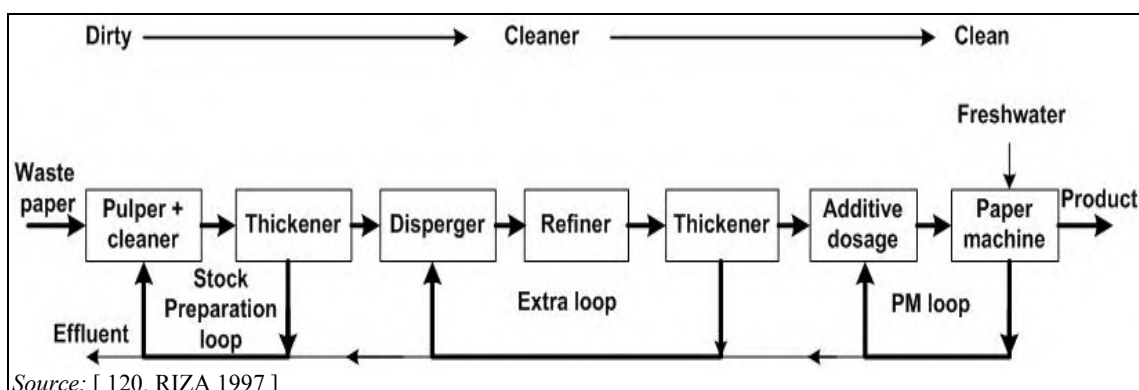 Dirty Cleaner Clean
Freshwater
Waste
paper
Pulper +
cleaner
Thickener
Disperger
Refiner
Thickener
Additive
dosage
Paper
machine
Product
Stock
Preparation
loop
Extra loop
PM loop
Effluent
Source: [ 120, RIZA 1997 ]